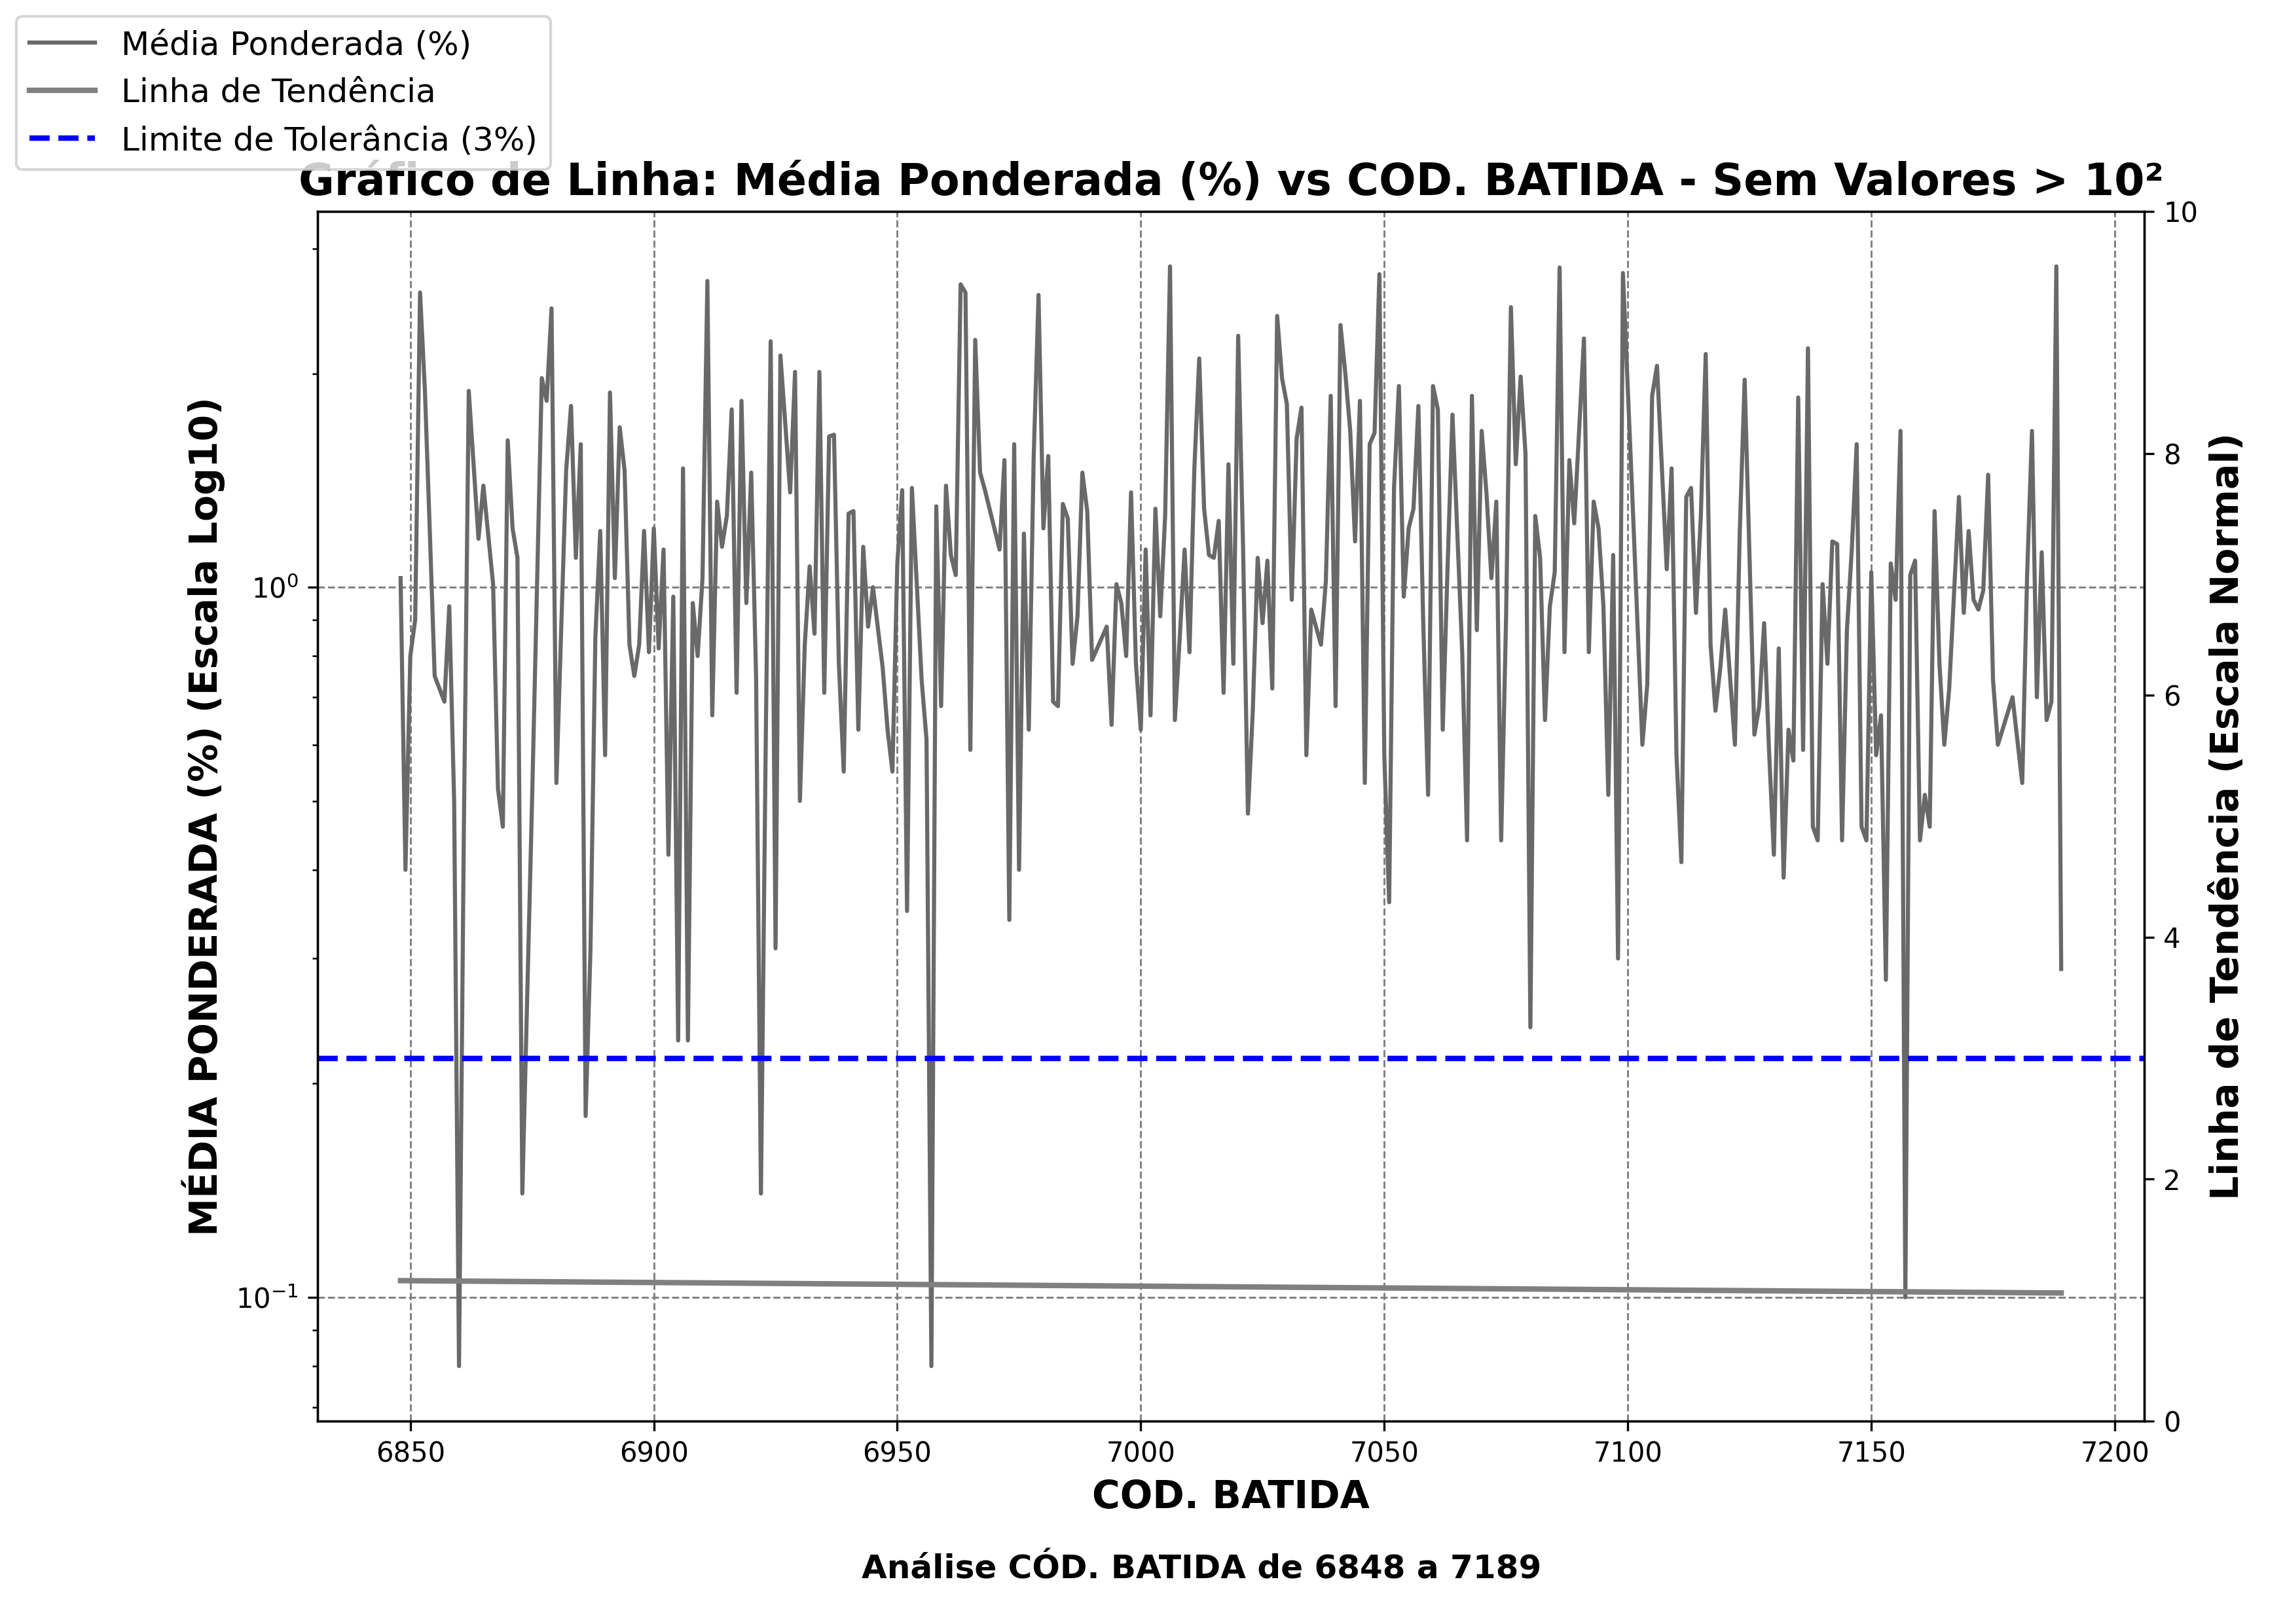 Média Ponderada (%)
Linha de Tendência
Limite de Tolerância (3%)
Gráfico de Linha: Média Ponderada (%) vs COD. BATIDA - Sem Valores > 10²
MÉDIA PONDERADA (%) (Escala Log10)
10⁰
10⁻¹
10
8
6
4
2
0
Linha de Tendência (Escala Normal)
6850 6900 6950 7000 7050 7100 7150 7200
COD. BATIDA
Análise CÓD. BATIDA de 6848 a 7189